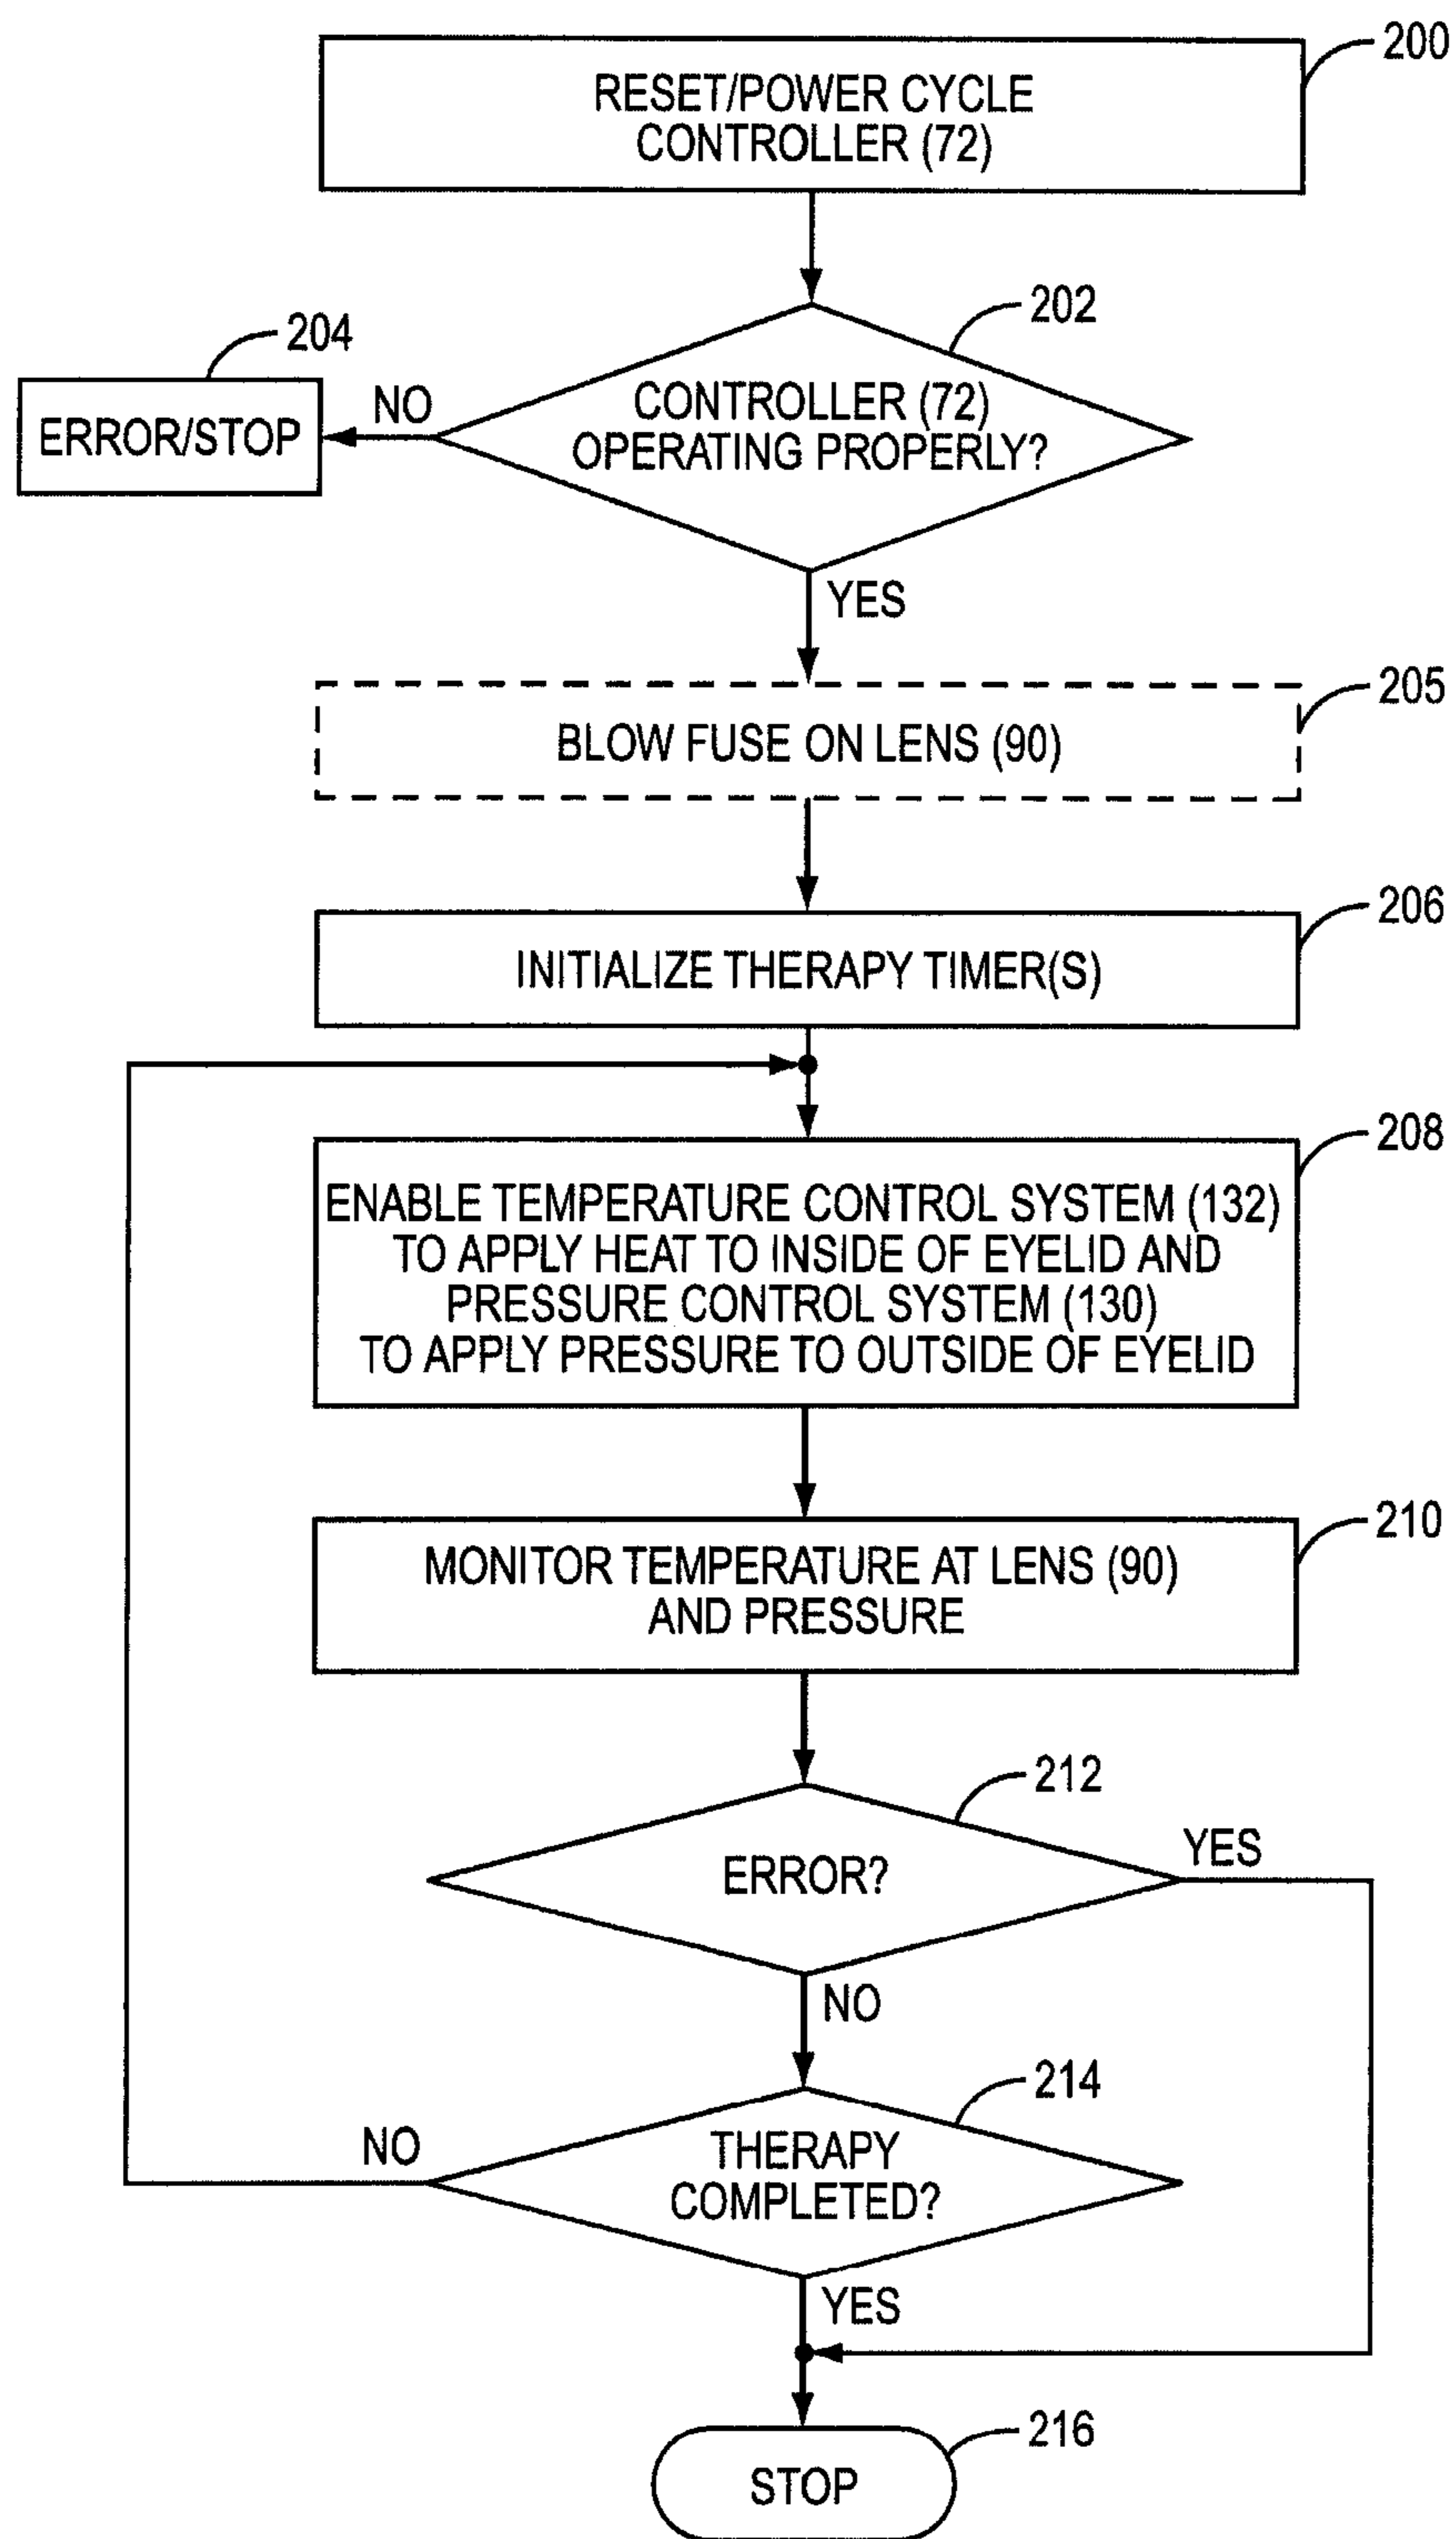 200
RESET/POWER CYCLE
CONTROLLER (72)
202
204
CONTROLLER (72)
OPERATING PROPERLY?
NO
ERROR/STOP
YES
205
BLOW FUSE ON LENS (90)
206
INITIALIZE THERAPY TIMER(S)
208
ENABLE TEMPERATURE CONTROL SYSTEM (132)
TO APPLY HEAT TO INSIDE OF EYELID AND
PRESSURE CONTROL SYSTEM (130)
TO APPLY PRESSURE TO OUTSIDE OF EYELID
210
MONITOR TEMPERATURE AT LENS (90)
AND PRESSURE
212
ERROR?
YES
NO
214
THERAPY
COMPLETED?
NO
YES
216
STOP